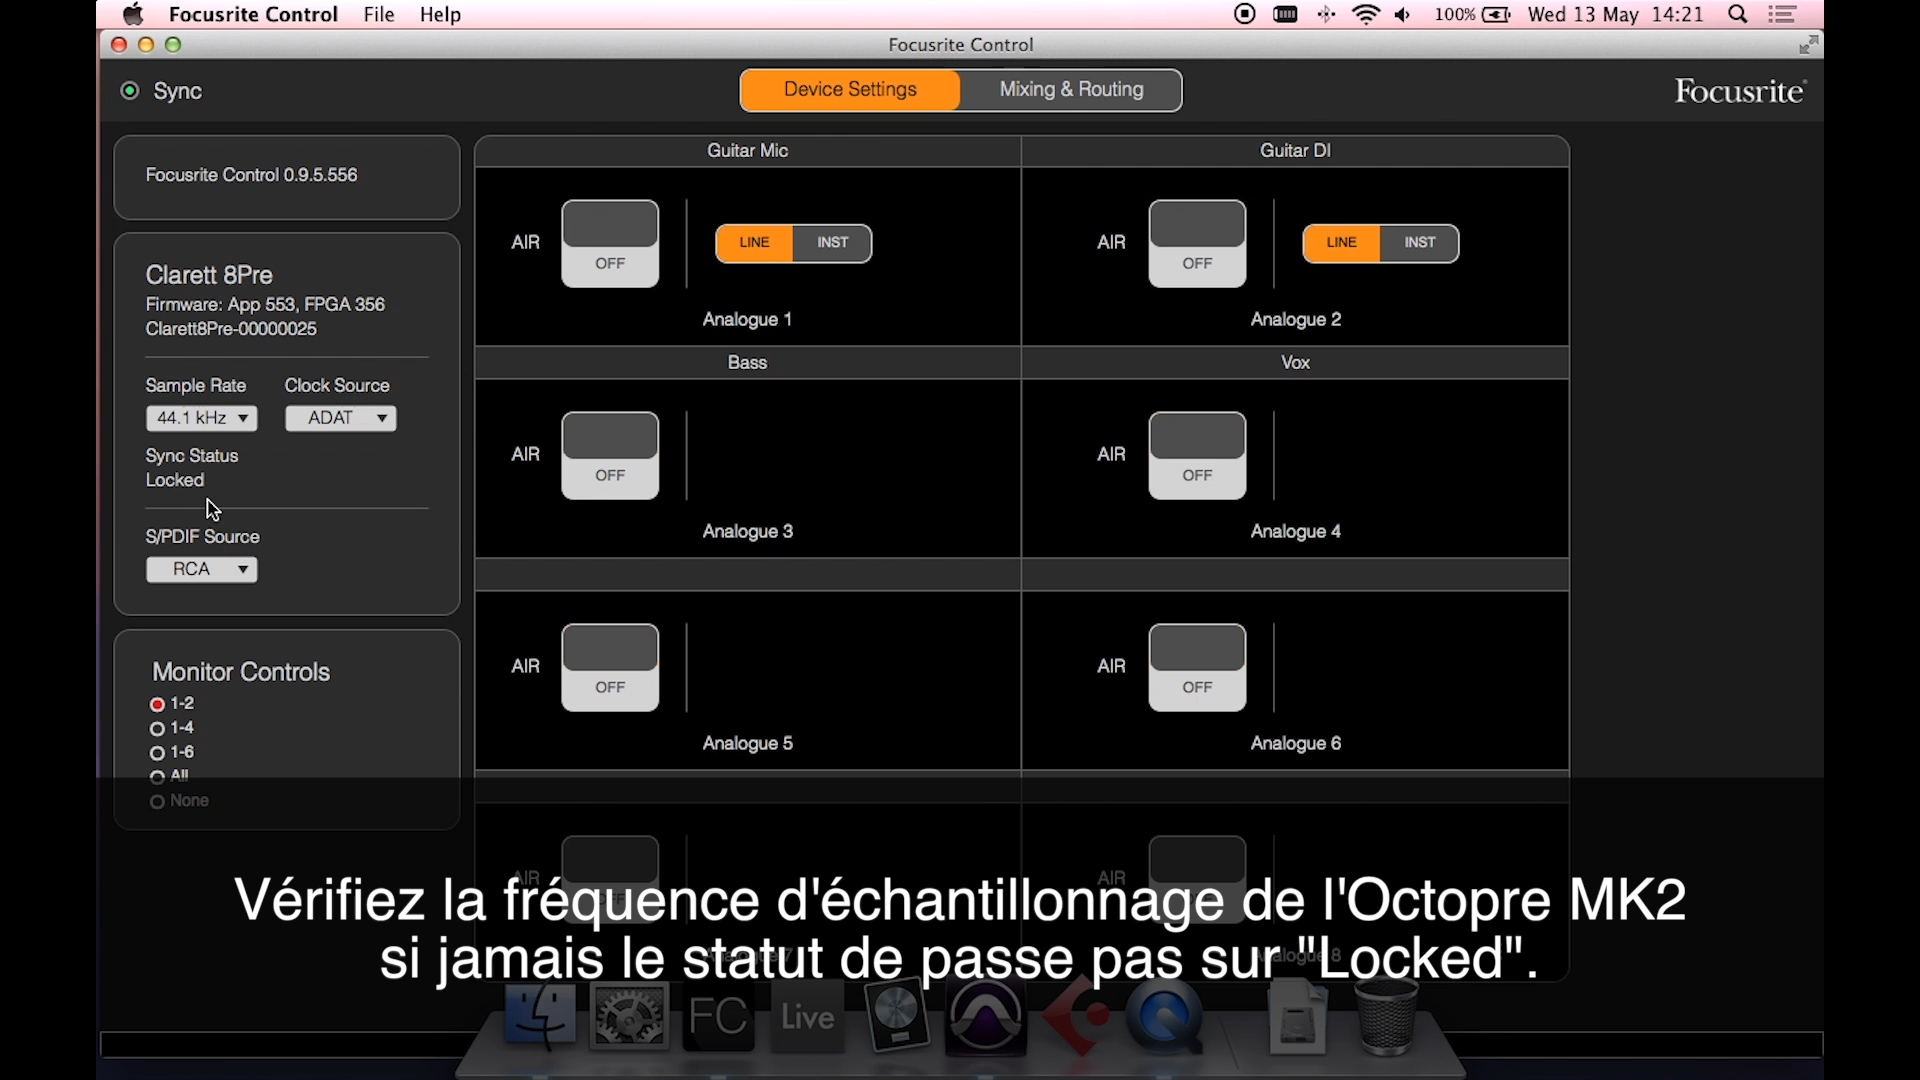 Focusrite Control File Help
100% Wed 13 May 14:21
Focusrite Control
Sync
Device Settings
Mixing & Routing
Focusrite
Focusrite Control 0.9.5.556
Clarett 8Pre
Firmware: App 553, FPGA 356
Clarett8Pre-00000025
Sample Rate Clock Source
44.1 kHz ADAT
Sync Status
Locked
S/PDIF Source
RCA
Monitor Controls
1-2
1-4
1-6
All
None
Guitar Mic
AIR OFF LINE INST
Analogue 1
Guitar DI
AIR OFF LINE INST
Analogue 2
Bass
AIR OFF
Analogue 3
Vox
AIR OFF
Analogue 4
AIR OFF
Analogue 5
AIR OFF
Analogue 6
AIR
AIR
Vérifiez la fréquence d'échantillonnage de l'Octopre MK2
si jamais le statut de passe pas sur "Locked".
FC
Live